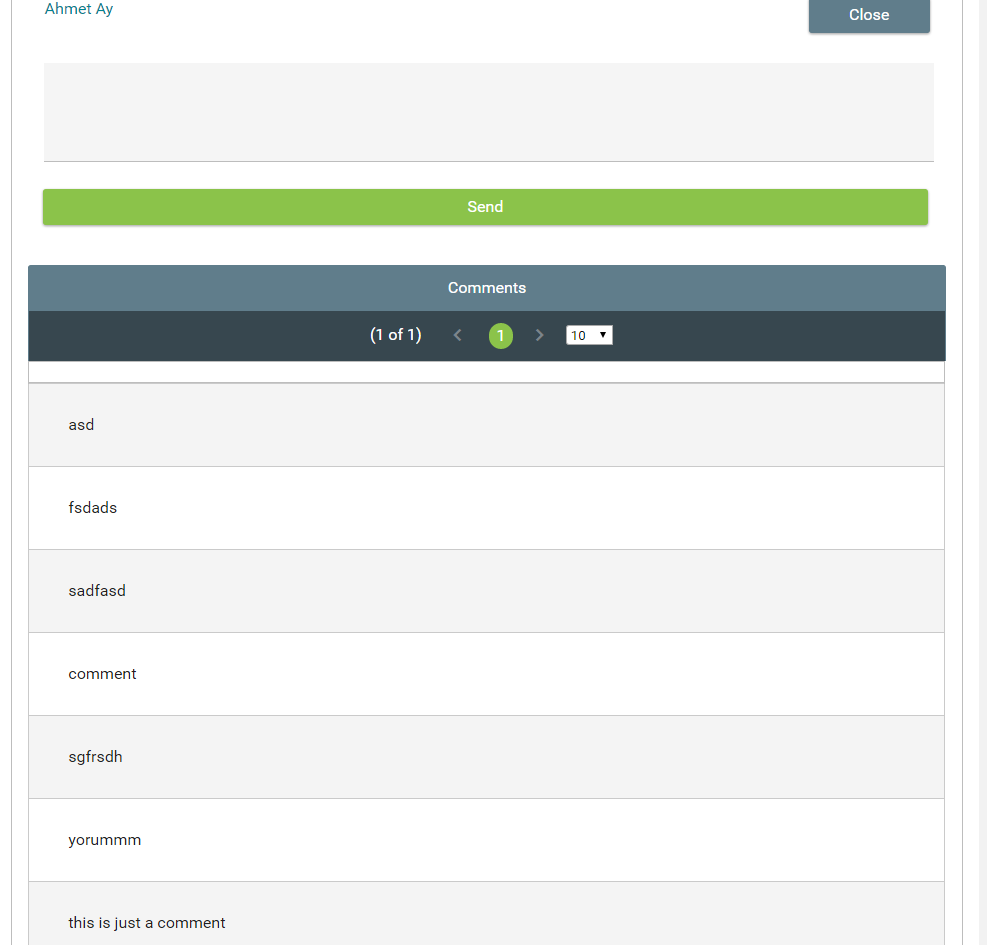 Ahmet Ay
Close
Send
Comments
(1 of 1) 1 10
asd
fsdads
sadfasd
comment
sgfrsdh
yorummm
this is just a comment